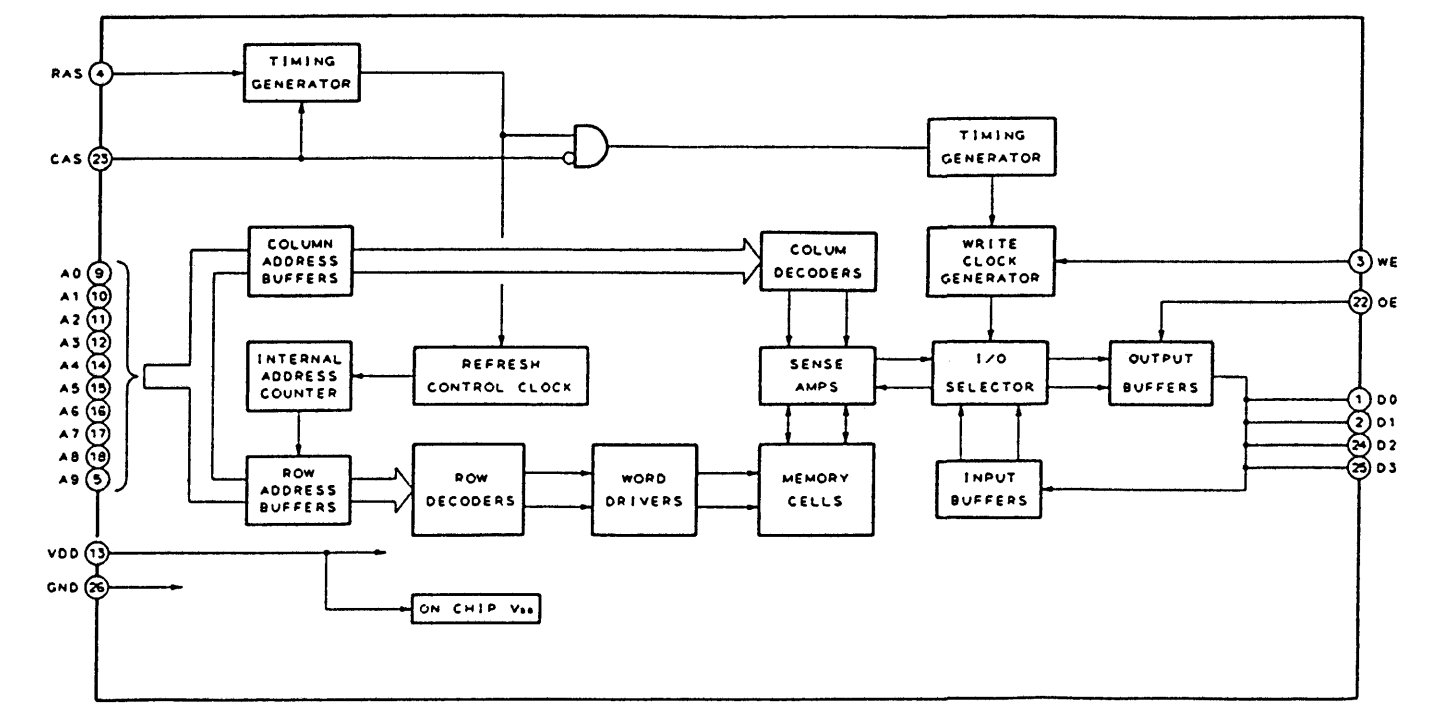 RAS 4
TIMING
GENERATOR
CAS 23
TIMING
GENERATOR
COLUMN
ADDRESS
BUFFERS
COLUM
DECODERS
WRITE
CLOCK
GENERATOR
3 WE
22 OE
A0 9
A1 10
A2 11
A3 12
A4 14
A5 15
A6 16
A7 17
A8 18
A9 5
INTERNAL
ADDRESS
COUNTER
REFRESH
CONTROL CLOCK
SENSE
AMPS
I/O
SELECTOR
OUTPUT
BUFFERS
1 D0
2 D1
24 D2
25 D3
ROW
ADDRESS
BUFFERS
ROW
DECODERS
WORD
DRIVERS
MEMORY
CELLS
INPUT
BUFFERS
VDD 13
GND 26
ON CHIP